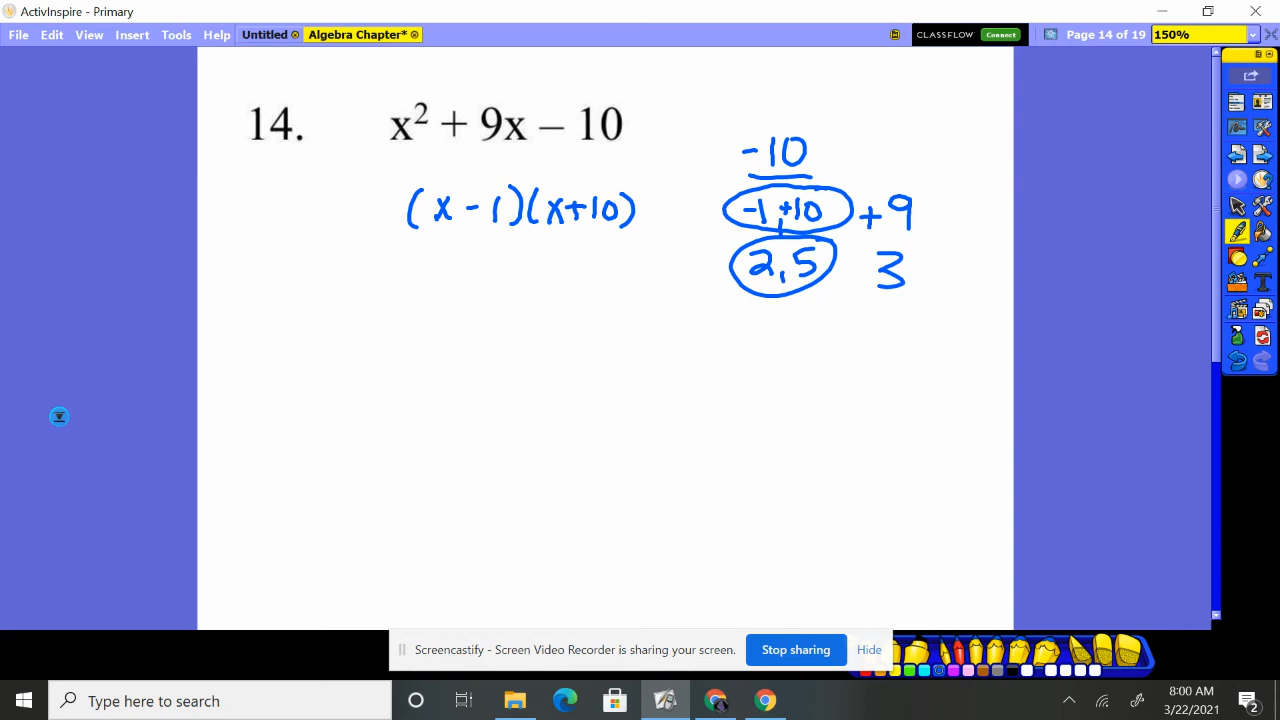 ActivInspire - Primary
File Edit View Insert Tools Help Untitled Algebra Chapter* CLASSFLOW Connect Page 14 of 19 150%
14. x² + 9x – 10
-10
(x - 1)(x+10) -1,+10 +9
2,5 3
Screencastify - Screen Video Recorder is sharing your screen. Stop sharing Hide
Type here to search 8:00 AM
3/22/2021 2